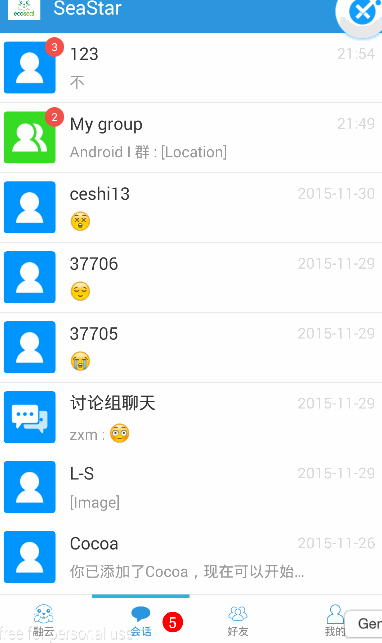 ecoseal
SeaStar
3
123
21:54
不
2
My group
21:49
Android I 群 : [Location]
ceshi13
2015-11-30
😲
37706
2015-11-29
😌
37705
2015-11-29
😭
讨论组聊天
2015-11-29
zxm : 😳
L-S
2015-11-29
[Image]
Cocoa
2015-11-26
你已添加了Cocoa，现在可以开始...
融云
会话
5
好友
我的
Ger
free for personal use